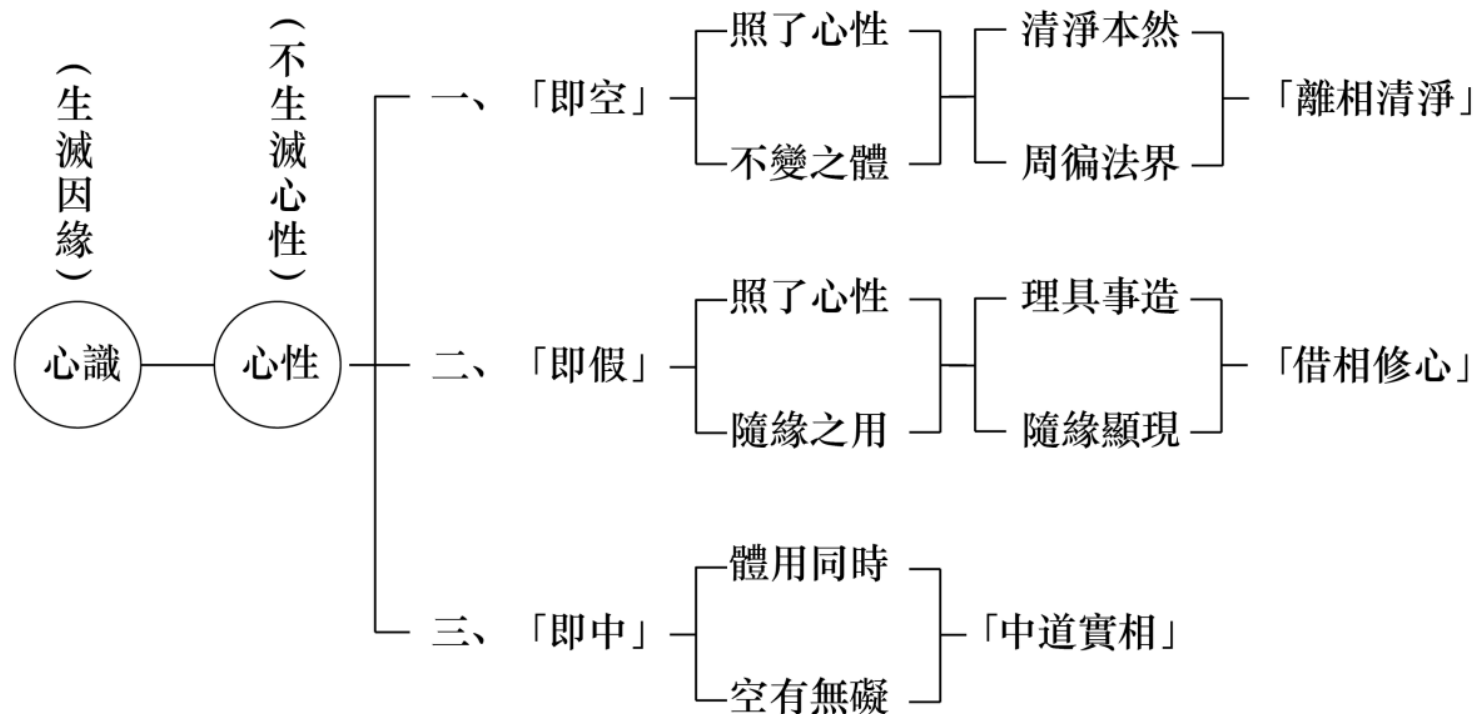 （生滅因緣）
心識
（不生滅心性）
心性
一、「即空」
照了心性
不變之體
清淨本然
周徧法界
「離相清淨」
二、「即假」
照了心性
隨緣之用
理具事造
隨緣顯現
「借相修心」
三、「即中」
體用同時
空有無礙
「中道實相」